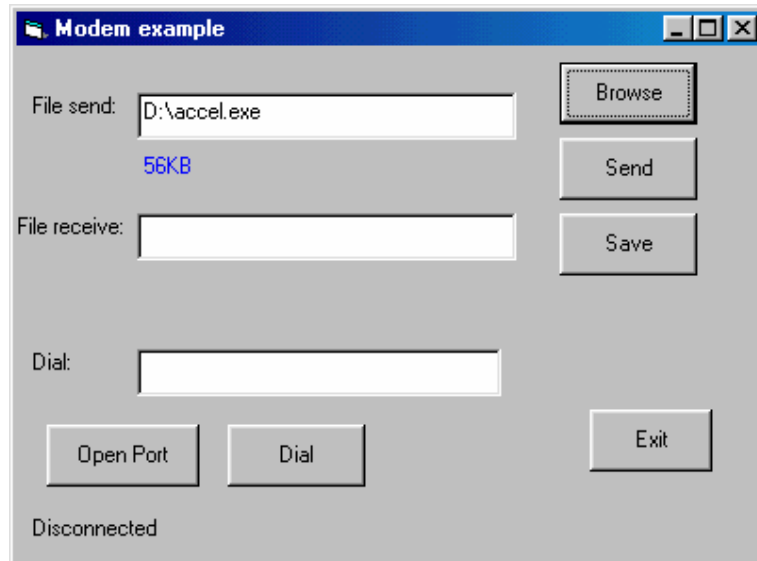 Modem example
File send: D:\accel.exe Browse
56KB Send
File receive: Save
Dial:
Open Port Dial Exit
Disconnected